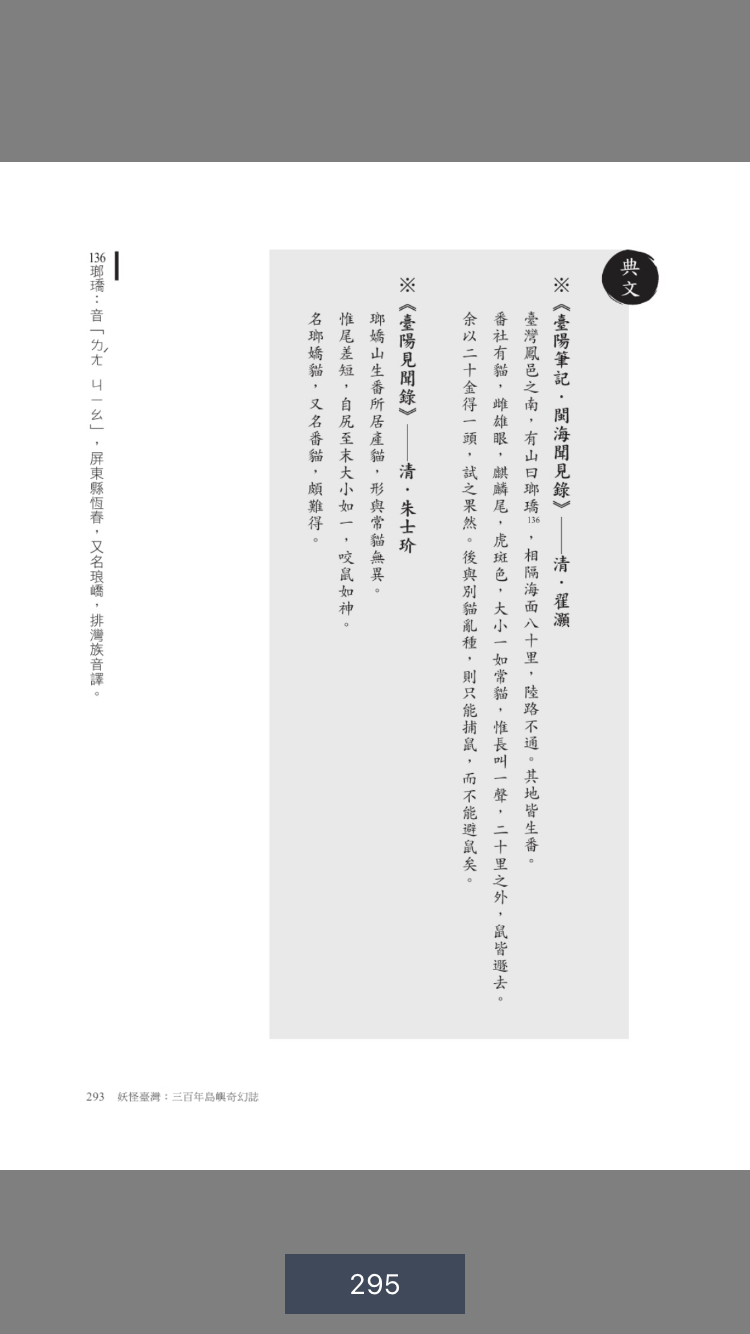 典文
※《臺陽筆記．閩海聞見錄》——清．翟灝
臺灣鳳邑之南，有山曰瑯𤩝136，相隔海面八十里，陸路不通。其地皆生番。
番社有貓，雌雄眼，麒麟尾，虎斑色，大小一如常貓，惟長叫一聲，二十里之外，鼠皆遯去。
余以二十金得一頭，試之果然。後與別貓亂種，則只能捕鼠，而不能避鼠矣。
※《臺陽見聞錄》——清．朱士玠
瑯嬌山生番所居產貓，形與常貓無異。
惟尾差短，自尻至末大小如一，咬鼠如神。
名瑯嬌貓，又名番貓，頗難得。
136瑯𤩝：音「ㄌㄤˊ ㄐㄧㄠ」，屏東縣恆春，又名琅嶠，排灣族音譯。
293 妖怪臺灣：三百年島嶼奇幻誌
295